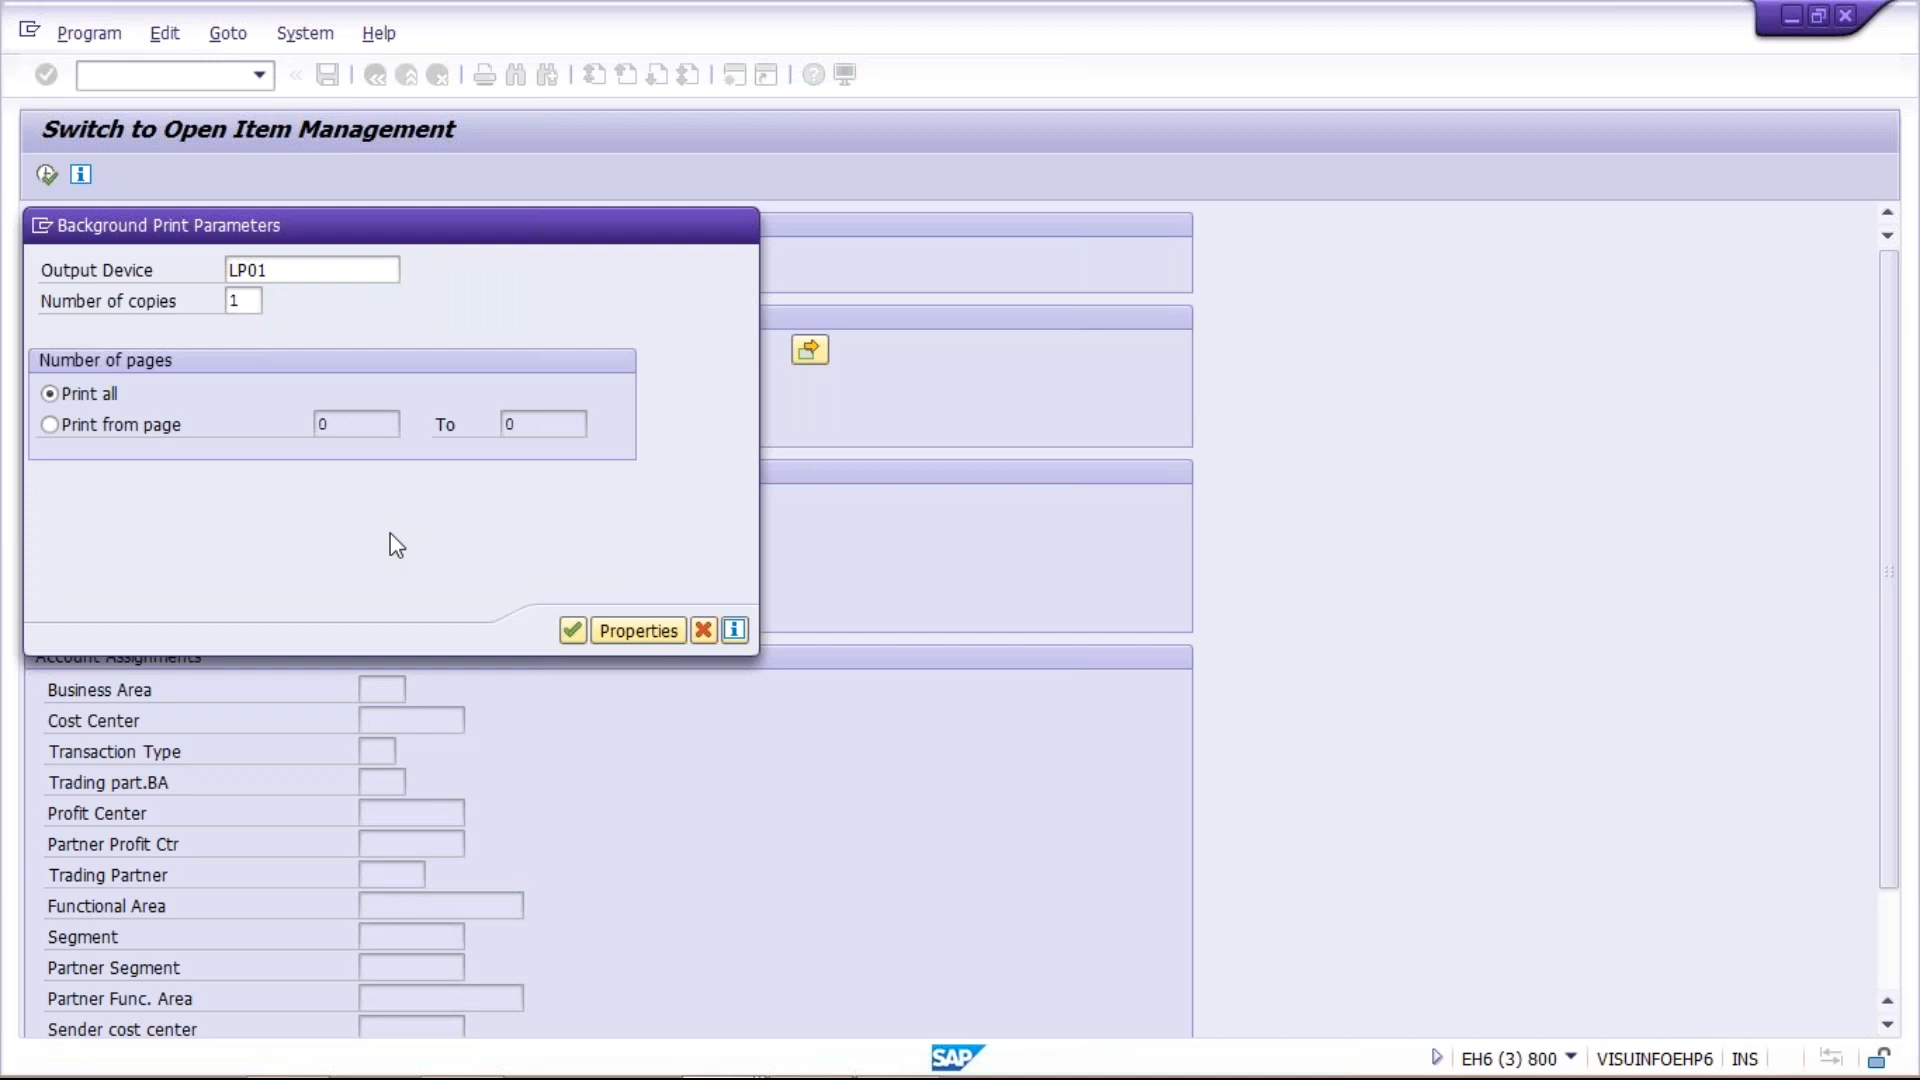 Program Edit Goto System Help
Switch to Open Item Management
Background Print Parameters
Output Device LP01
Number of copies 1
Number of pages
Print all
Print from page 0 To 0
Properties
Account Assignments
Business Area
Cost Center
Transaction Type
Trading part.BA
Profit Center
Partner Profit Ctr
Trading Partner
Functional Area
Segment
Partner Segment
Partner Func. Area
Sender cost center
SAP EH6 (3) 800 VISUINFOEHP6 INS